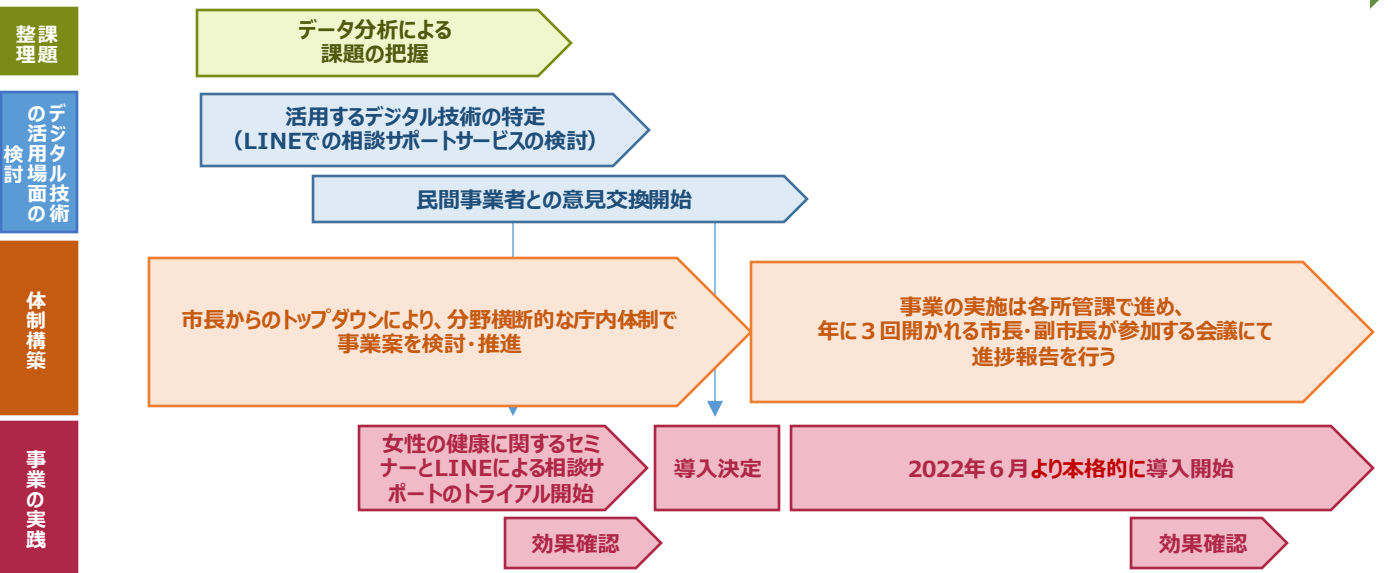 課題
整理
データ分析による
課題の把握
デジタル技術
の活用場面の
検討
活用するデジタル技術の特定
（LINEでの相談サポートサービスの検討）
民間事業者との意見交換開始
体制構築
市長からのトップダウンにより、分野横断的な庁内体制で
事業案を検討・推進
事業の実施は各所管課で進め、
年に３回開かれる市長・副市長が参加する会議にて
進捗報告を行う
事業の実践
女性の健康に関するセミ
ナーとLINEによる相談サ
ポートのトライアル開始
導入決定
2022年６月より本格的に導入開始
効果確認
効果確認